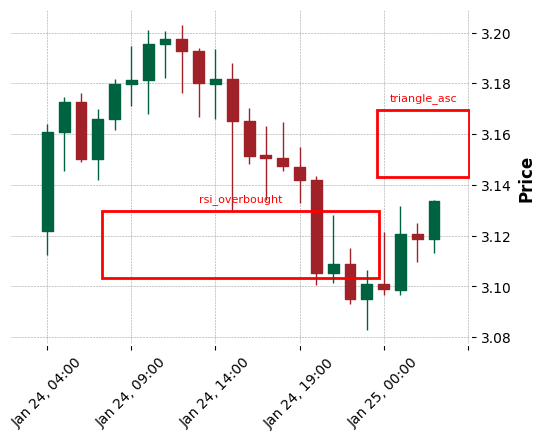 3.20
3.18
triangle_asc
3.16
Price
3.14
rsi_overbought
3.12
3.10
3.08
Jan 24, 04:00
Jan 24, 09:00
Jan 24, 14:00
Jan 24, 19:00
Jan 25, 00:00